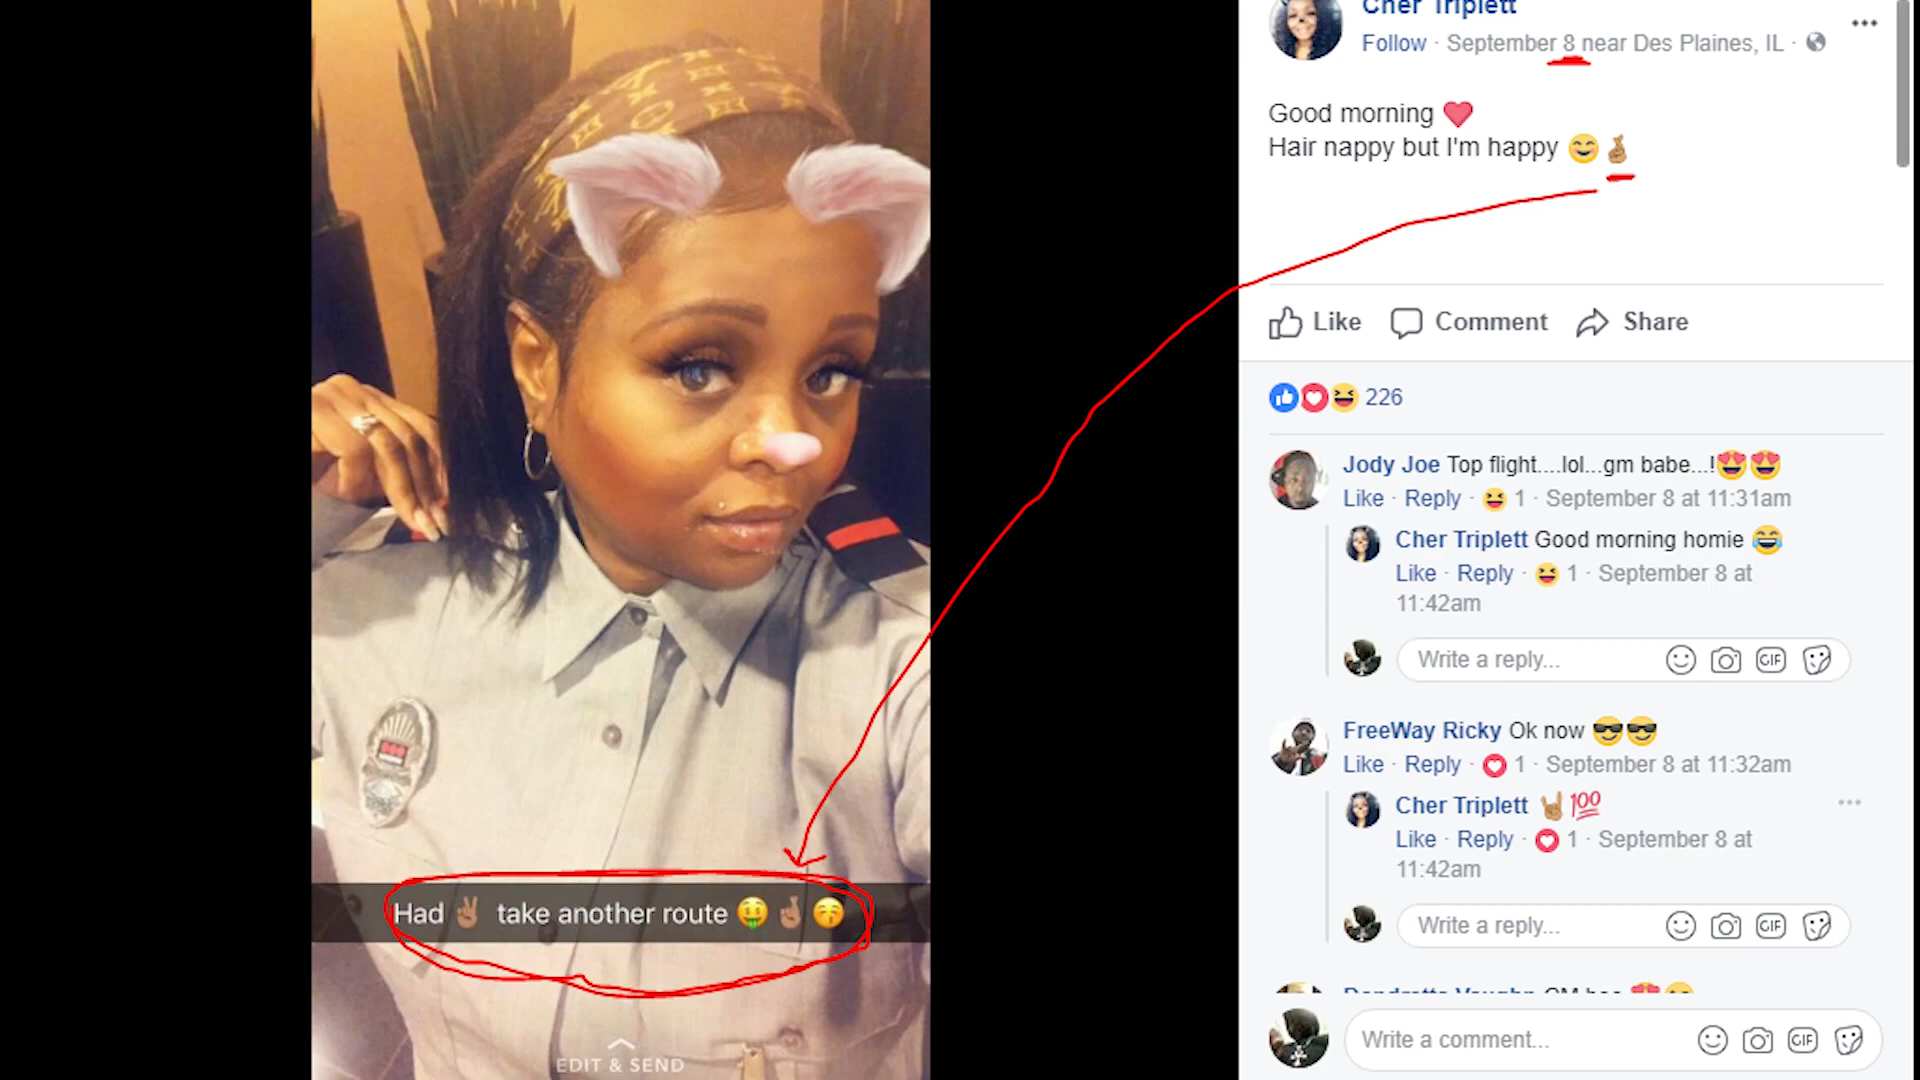 Cher Triplett
Follow · September 8 near Des Plaines, IL ·
Good morning ❤️
Hair nappy but I'm happy 😄🤞🏽
Like Comment Share
226
Jody Joe Top flight....lol...gm babe...!😍😍
Like · Reply · 😆 1 · September 8 at 11:31am
Cher Triplett Good morning homie 😂
Like · Reply · 😆 1 · September 8 at
11:42am
Write a reply...
GIF
FreeWay Ricky Ok now 😎😎
Like · Reply · 1 · September 8 at 11:32am
Cher Triplett 🤘🏽💯
Like · Reply · 1 · September 8 at
11:42am
Write a reply...
GIF
Write a comment...
GIF
Had ✌🏽 take another route 🤑🤞🏽😚
EDIT & SEND